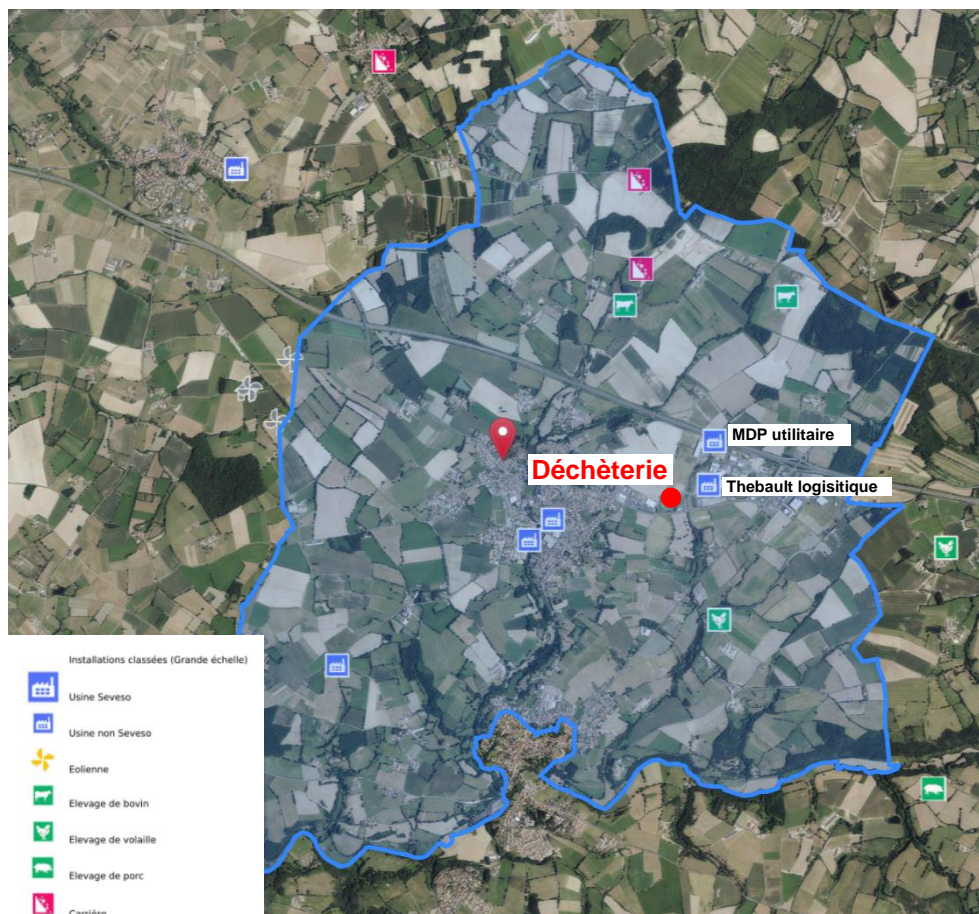 MDP utilitaire
Déchèterie
Thebault logisitique
Installations classées (Grande échelle)
Usine Seveso
Usine non Seveso
Eolienne
Elevage de bovin
Elevage de volaille
Elevage de porc
Carrière